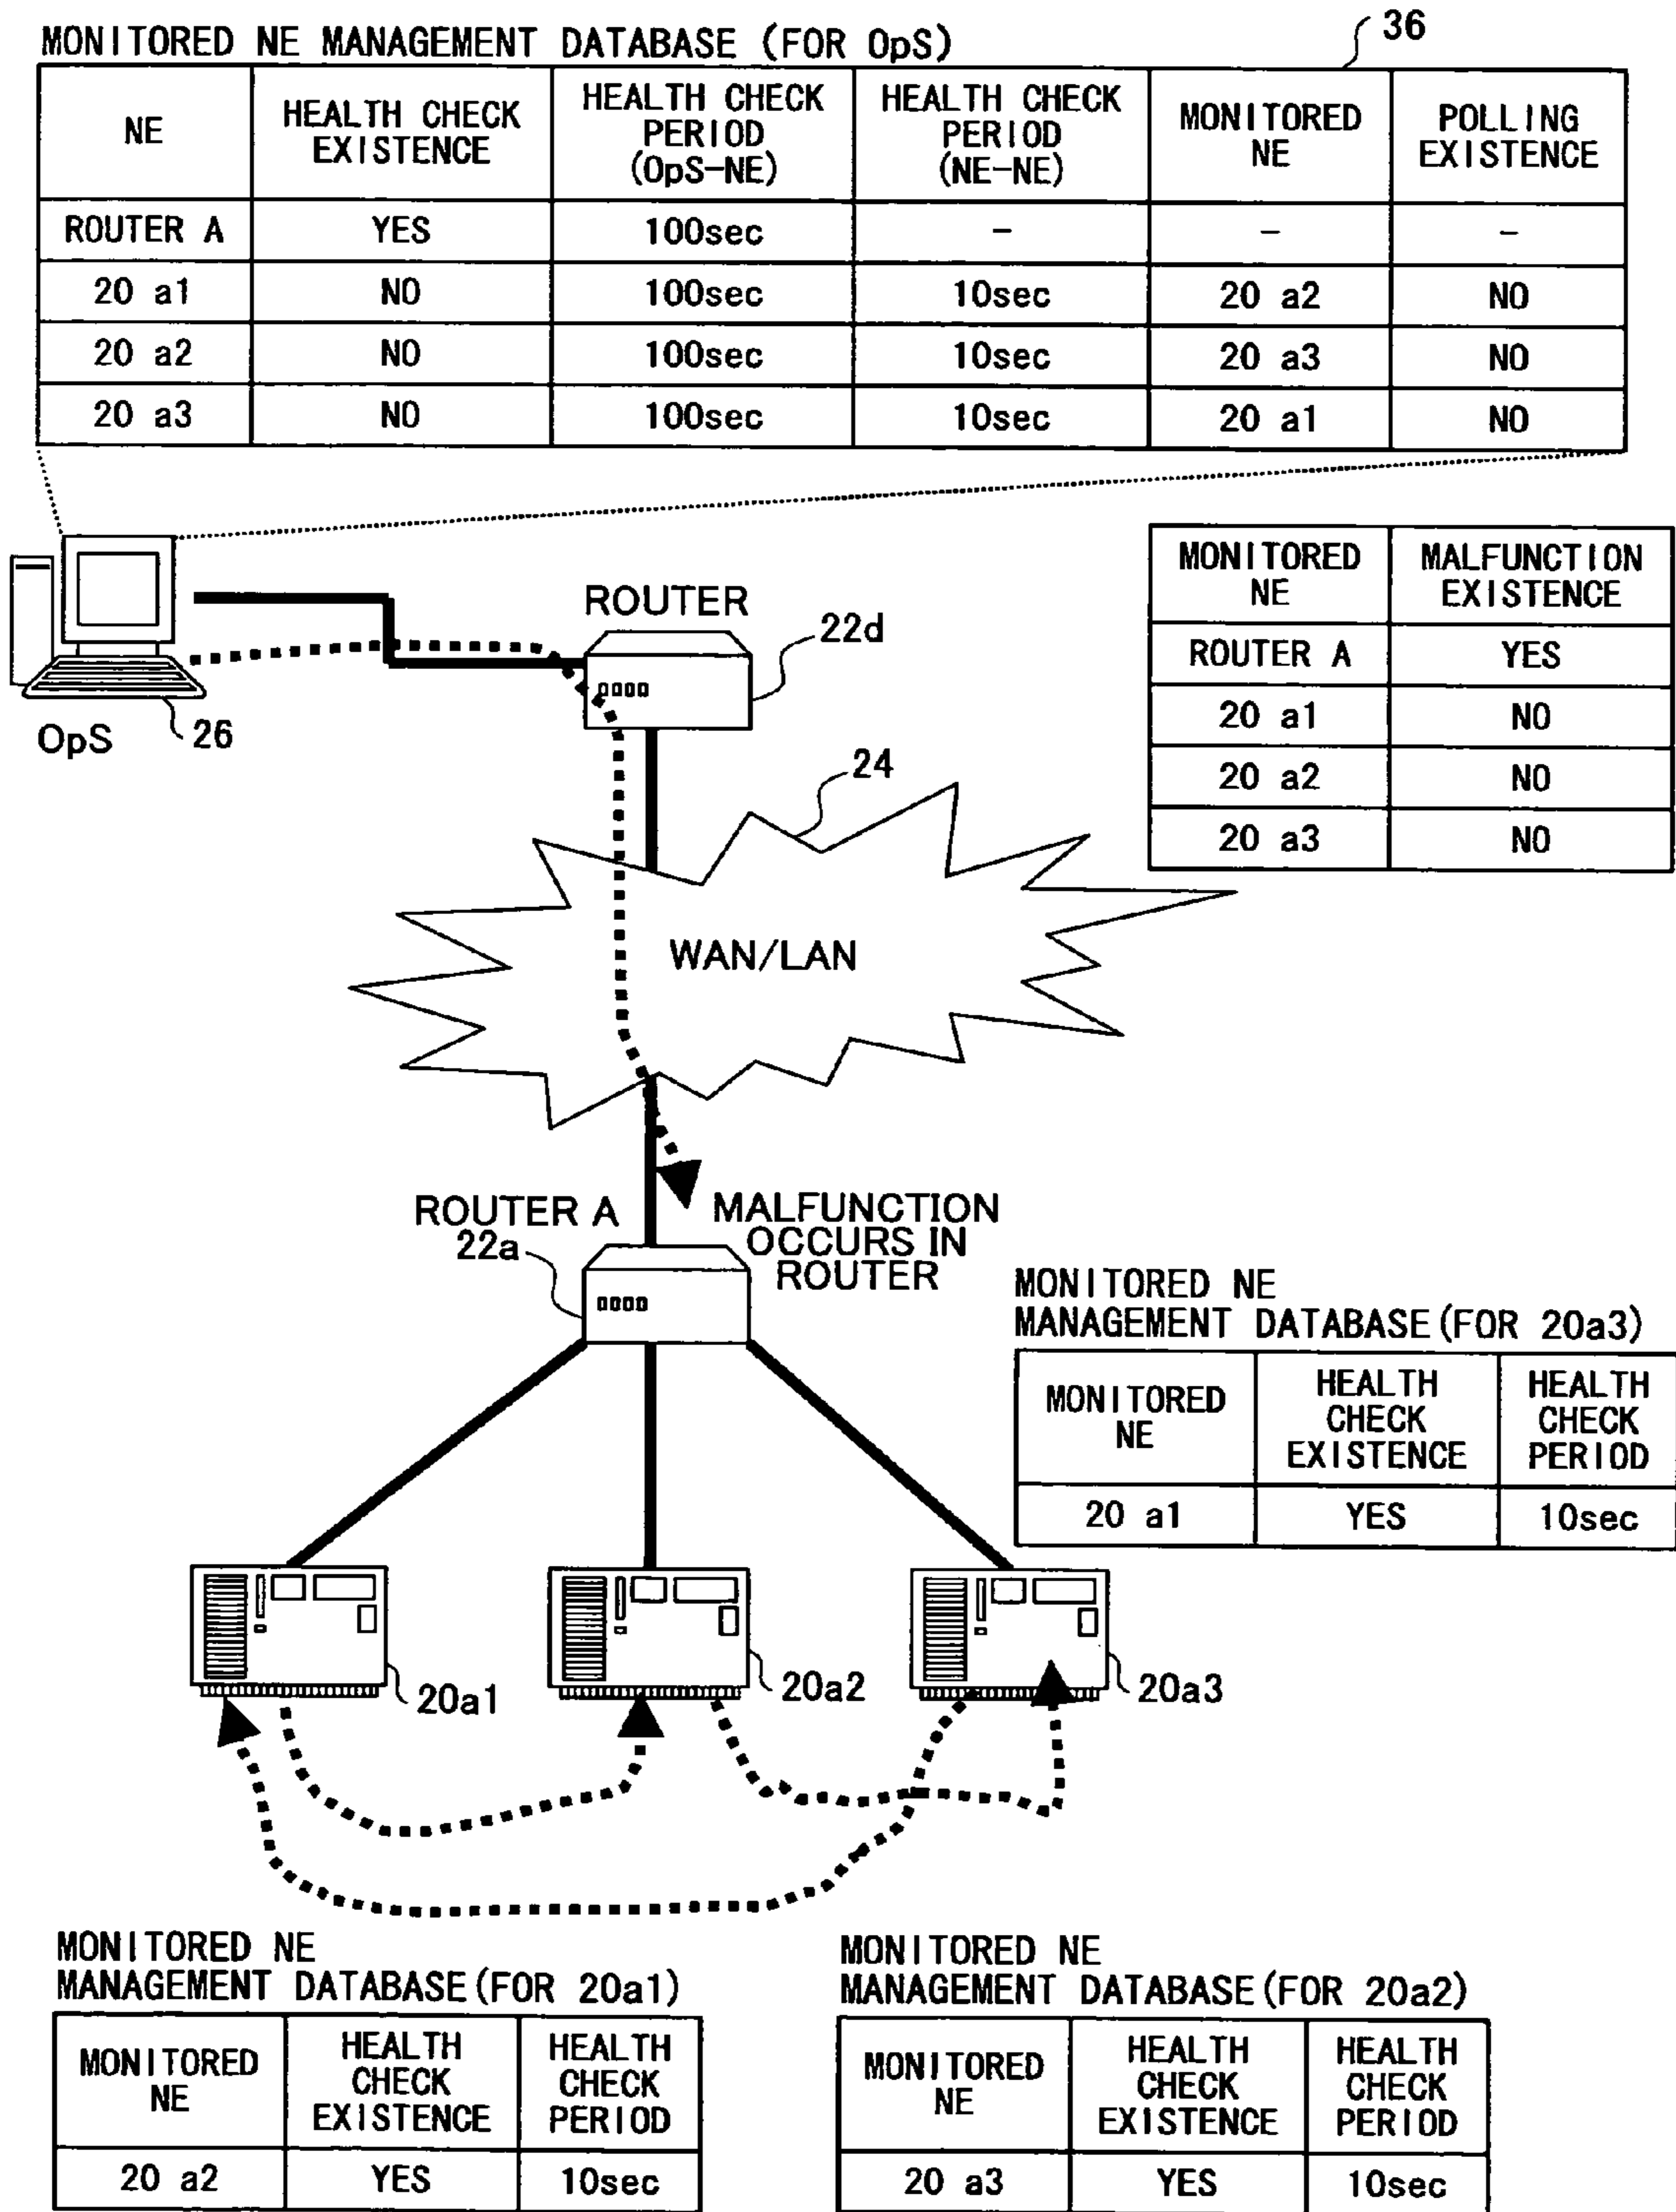 36
MONITORED NE MANAGEMENT DATABASE (FOR OpS)
NE
HEALTH CHECK
EXISTENCE
HEALTH CHECK
PERIOD
(OpS-NE)
HEALTH CHECK
PERIOD
(NE-NE)
MONITORED
NE
POLLING
EXISTENCE
ROUTER A YES 100sec - - -
20 a1 NO 100sec 10sec 20 a2 NO
20 a2 NO 100sec 10sec 20 a3 NO
20 a3 NO 100sec 10sec 20 a1 NO
MONITORED
NE
MALFUNCTION
EXISTENCE
ROUTER A YES
20 a1 NO
20 a2 NO
20 a3 NO
ROUTER
22d
OpS
26
24
WAN/LAN
ROUTER A
22a
MALFUNCTION
OCCURS IN
ROUTER
MONITORED NE
MANAGEMENT DATABASE(FOR 20a3)
MONITORED
NE
HEALTH
CHECK
EXISTENCE
HEALTH
CHECK
PERIOD
20 a1 YES 10sec
20a1
20a2
20a3
MONITORED NE
MANAGEMENT DATABASE(FOR 20a1)
MONITORED
NE
HEALTH
CHECK
EXISTENCE
HEALTH
CHECK
PERIOD
20 a2 YES 10sec
MONITORED NE
MANAGEMENT DATABASE(FOR 20a2)
MONITORED
NE
HEALTH
CHECK
EXISTENCE
HEALTH
CHECK
PERIOD
20 a3 YES 10sec